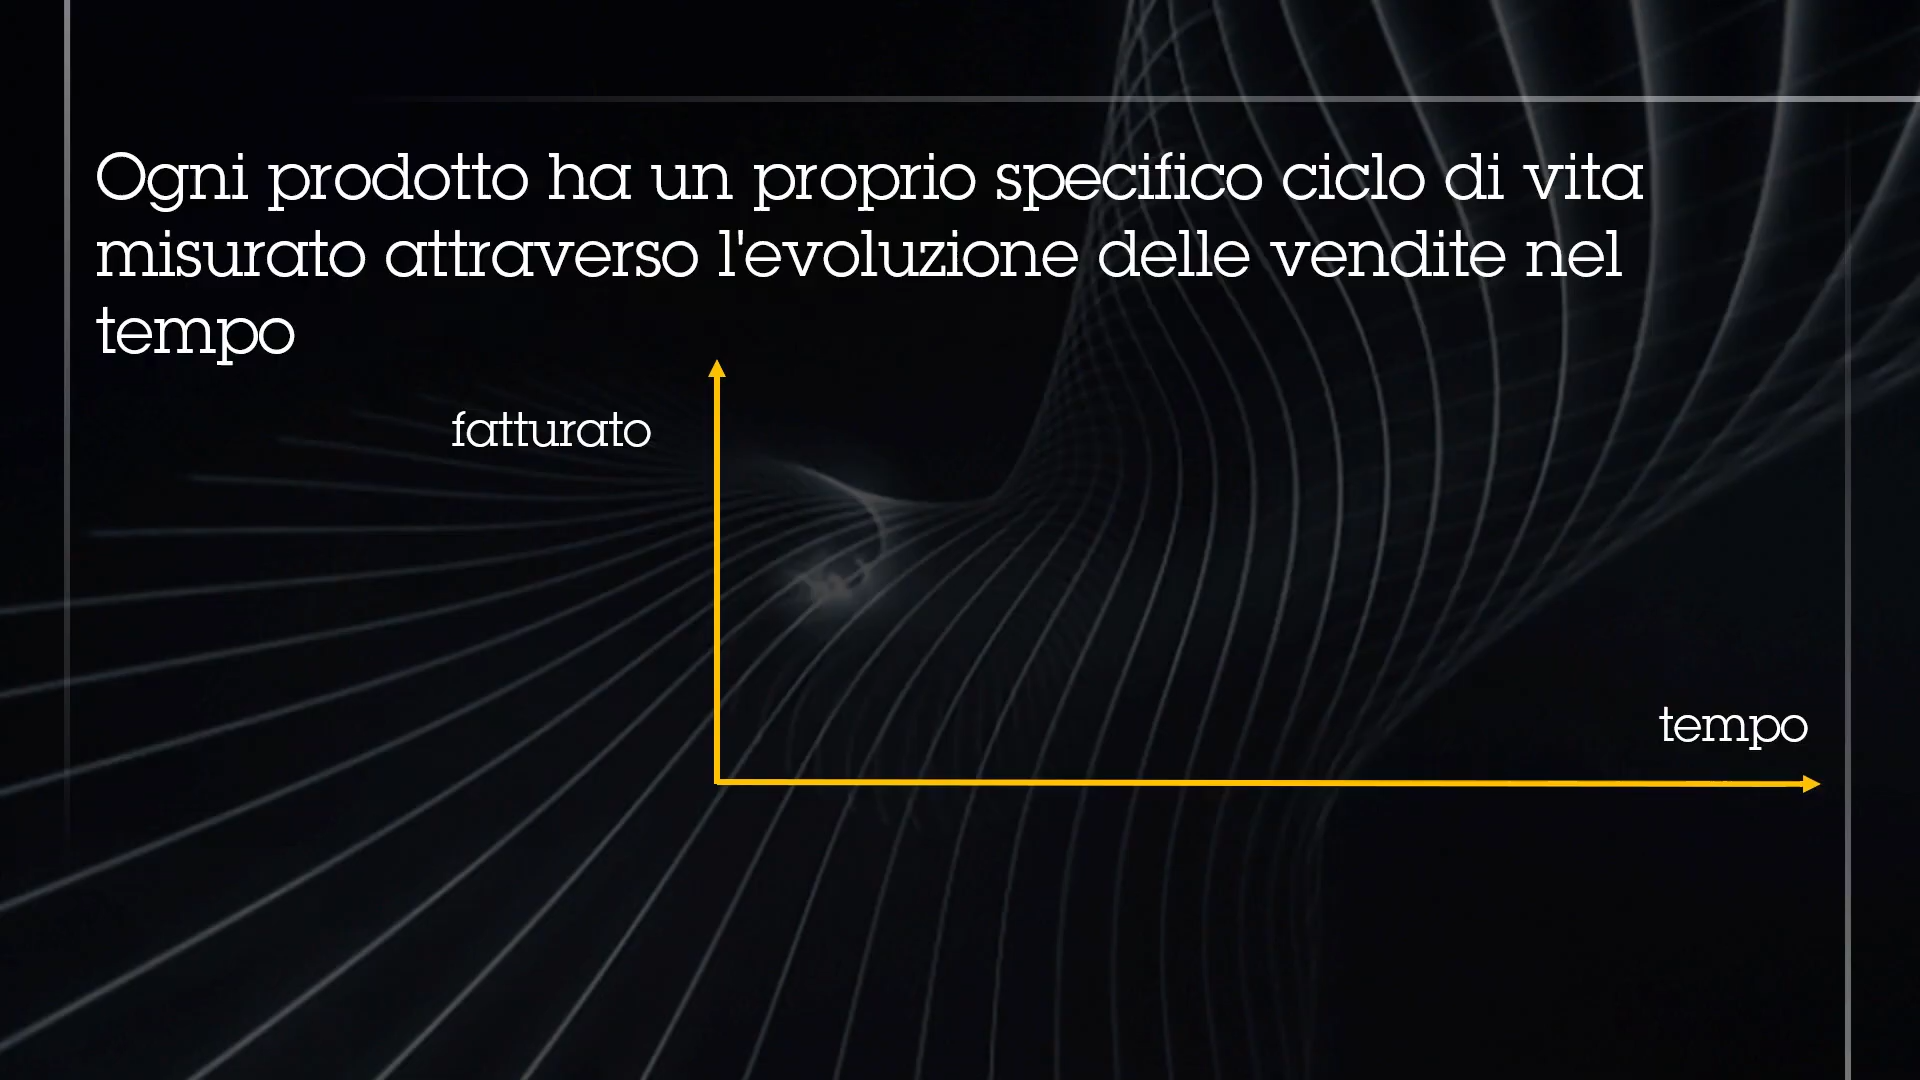 Ogni prodotto ha un proprio specifico ciclo di vita
misurato attraverso l'evoluzione delle vendite nel
tempo
fatturato
tempo